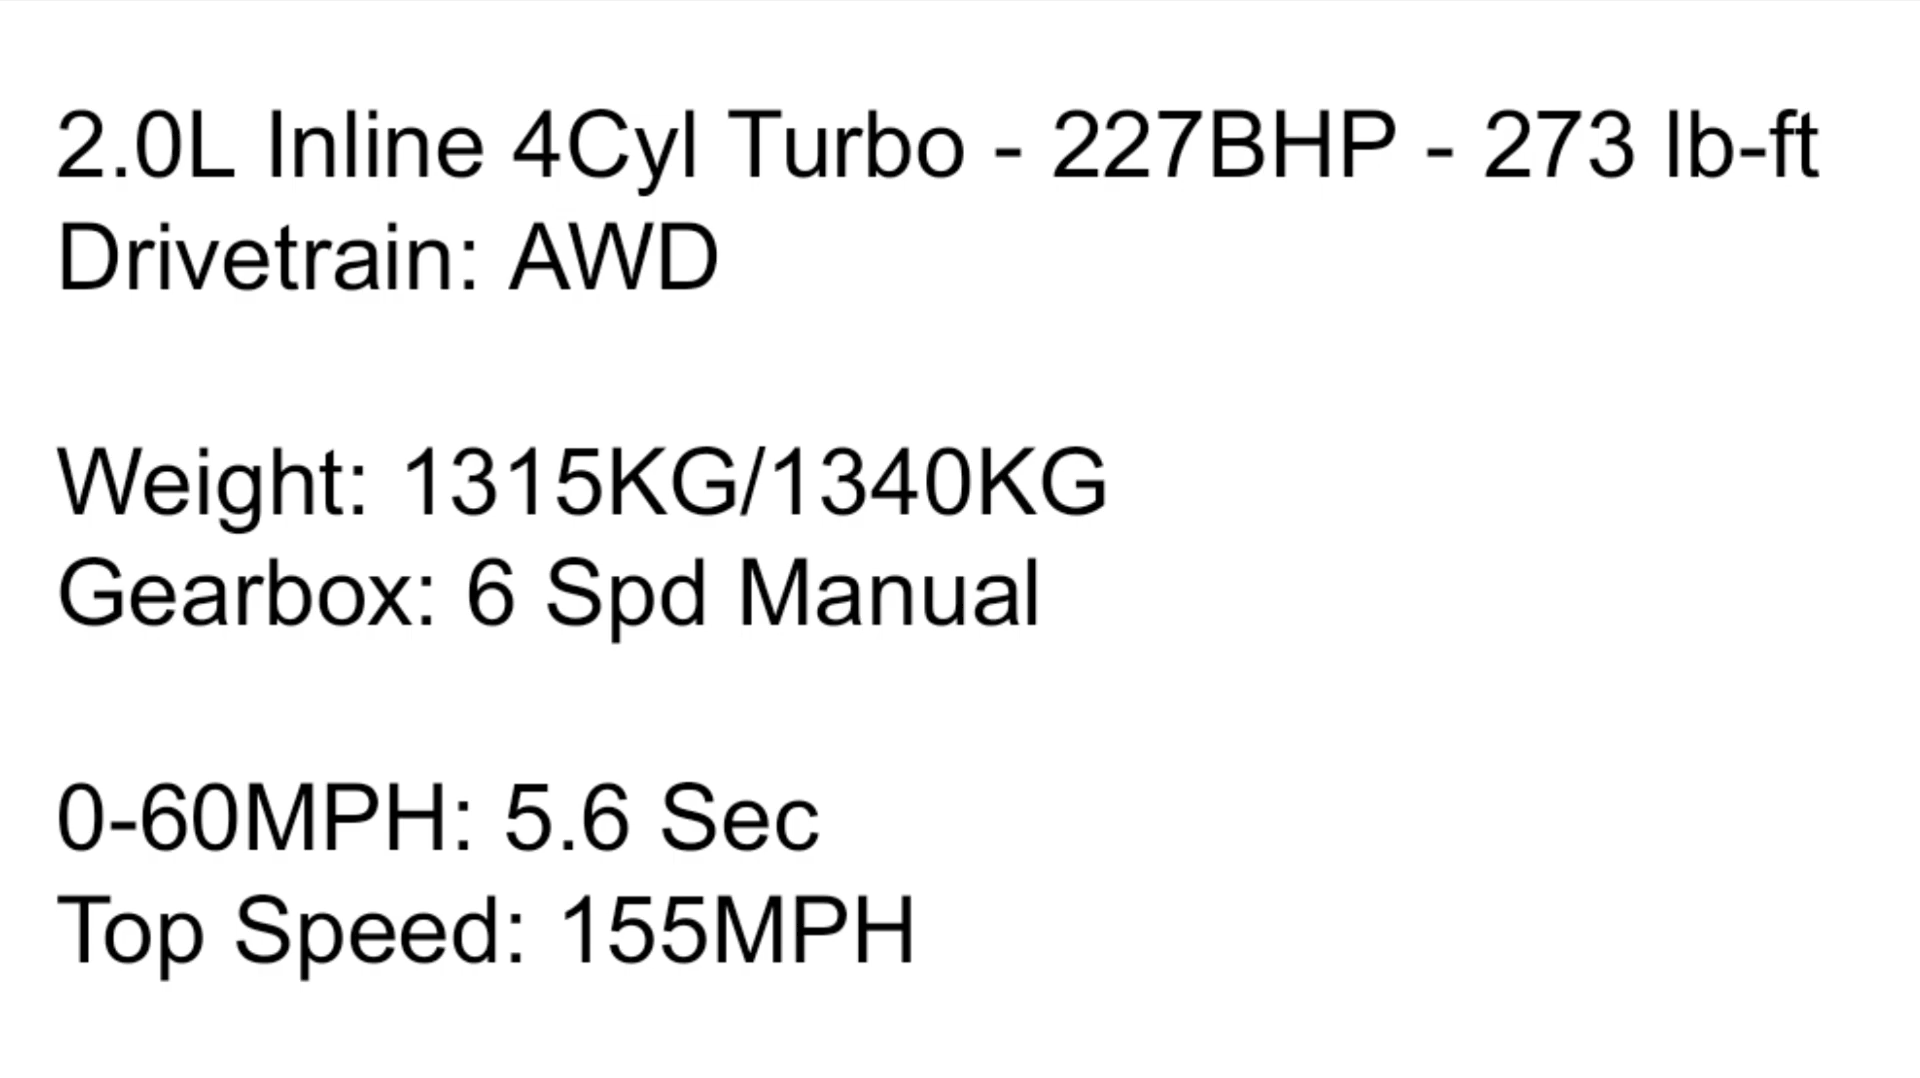 2.0L Inline 4Cyl Turbo - 227BHP - 273 lb-ft
Drivetrain: AWD
Weight: 1315KG/1340KG
Gearbox: 6 Spd Manual
0-60MPH: 5.6 Sec
Top Speed: 155MPH